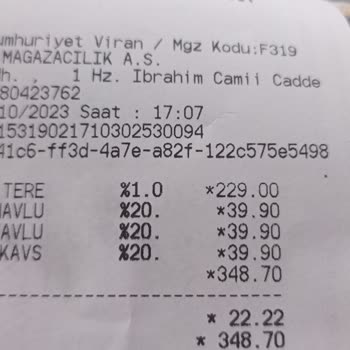 umhuriyet Viran / Mgz Kodu:F319
MAGAZACILIK A.S.
h. , 1 Hz. Ibrahim Camii Cadde
80423762
10/2023 Saat : 17:07
15319021710302530094
41c6-ff3d-4a7e-a82f-122c575e5498
TERE %1.0 *229.00
HAVLU %20. *39.90
AVLU %20. *39.90
KAVS %20. *39.90
*348.70
* 22.22
* 348.70